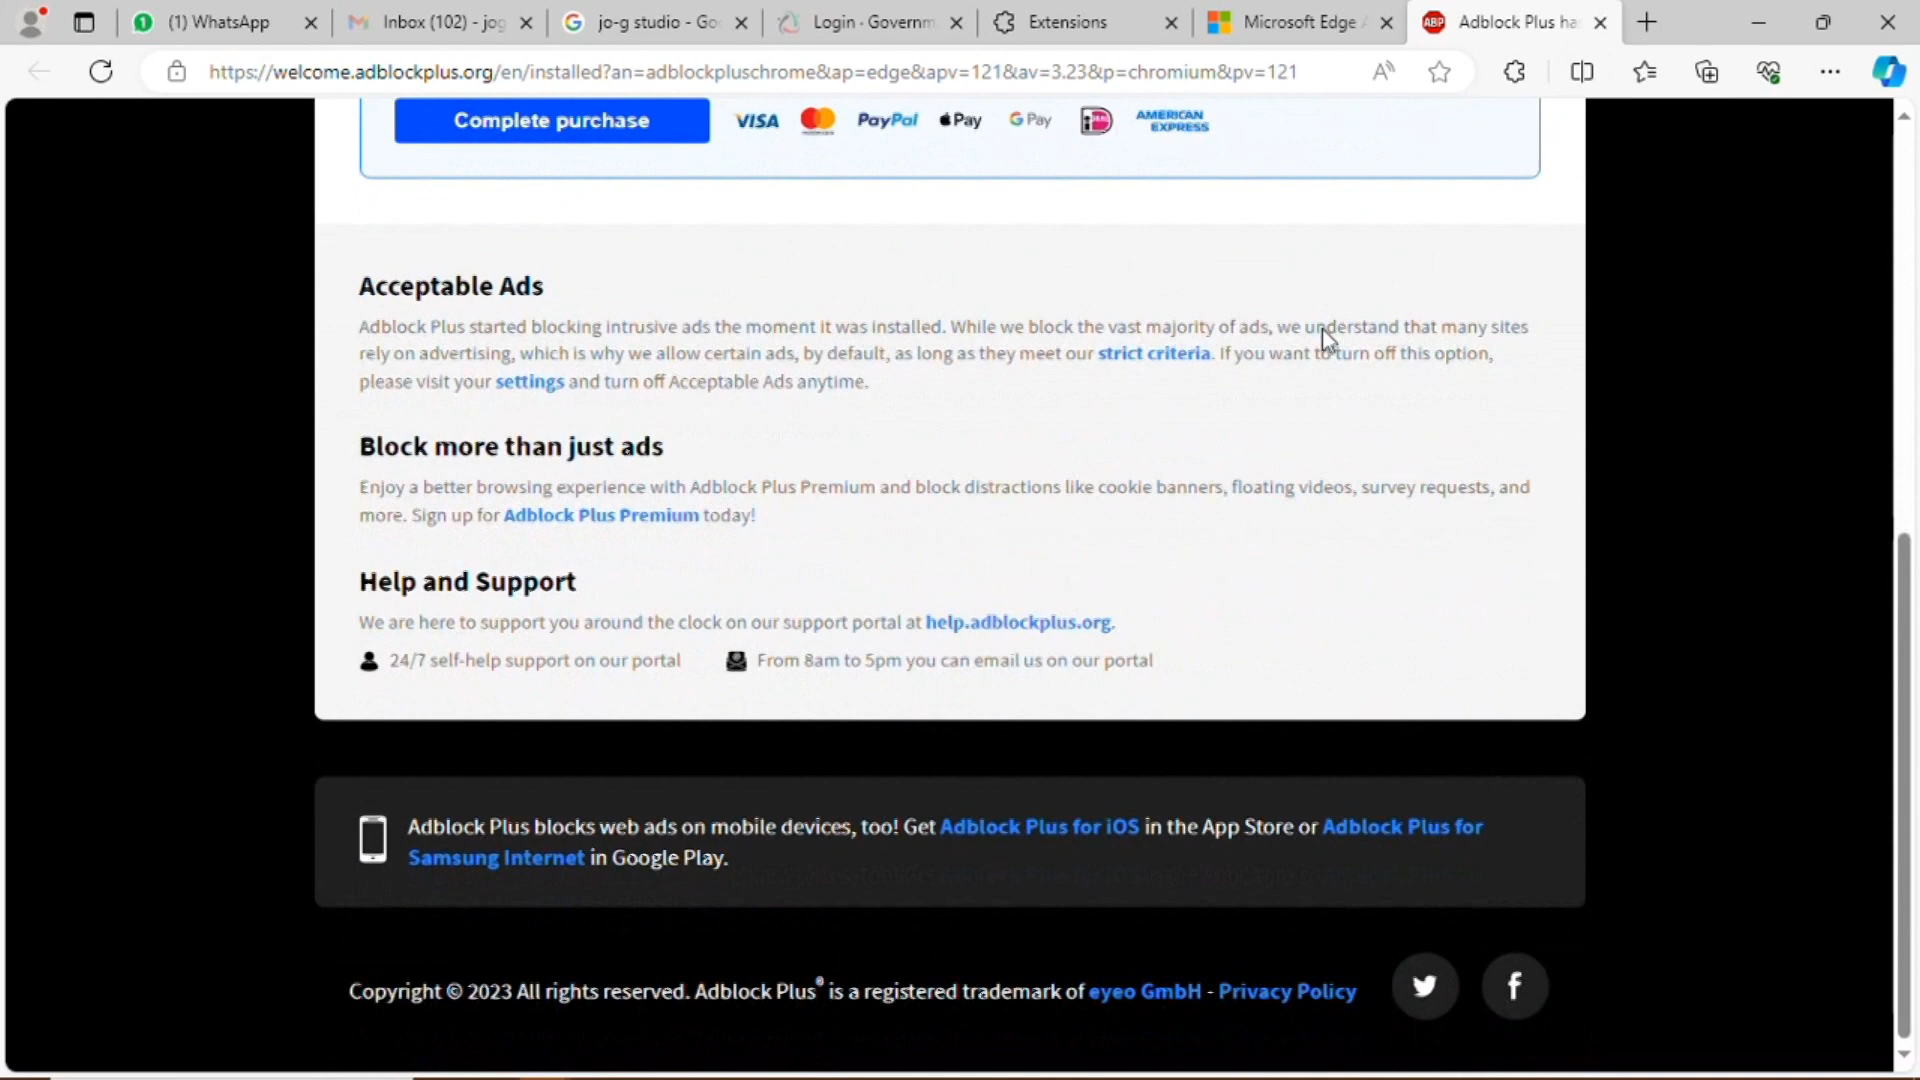 (1) WhatsApp
Inbox (102) - jog
jo-g studio - Go
Login · Governm
Extensions
Microsoft Edge A
ABP Adblock Plus ha
https://welcome.adblockplus.org/en/installed?an=adblockpluschrome&ap=edge&apv=121&av=3.23&p=chromium&pv=121
Complete purchase VISA PayPal Pay G Pay AMERICAN EXPRESS
Acceptable Ads
Adblock Plus started blocking intrusive ads the moment it was installed. While we block the vast majority of ads, we understand that many sites
rely on advertising, which is why we allow certain ads, by default, as long as they meet our strict criteria. If you want to turn off this option,
please visit your settings and turn off Acceptable Ads anytime.
Block more than just ads
Enjoy a better browsing experience with Adblock Plus Premium and block distractions like cookie banners, floating videos, survey requests, and
more. Sign up for Adblock Plus Premium today!
Help and Support
We are here to support you around the clock on our support portal at help.adblockplus.org.
24/7 self-help support on our portal
From 8am to 5pm you can email us on our portal
Adblock Plus blocks web ads on mobile devices, too! Get Adblock Plus for iOS in the App Store or Adblock Plus for
Samsung Internet in Google Play.
Copyright © 2023 All rights reserved. Adblock Plus® is a registered trademark of eyeo GmbH - Privacy Policy